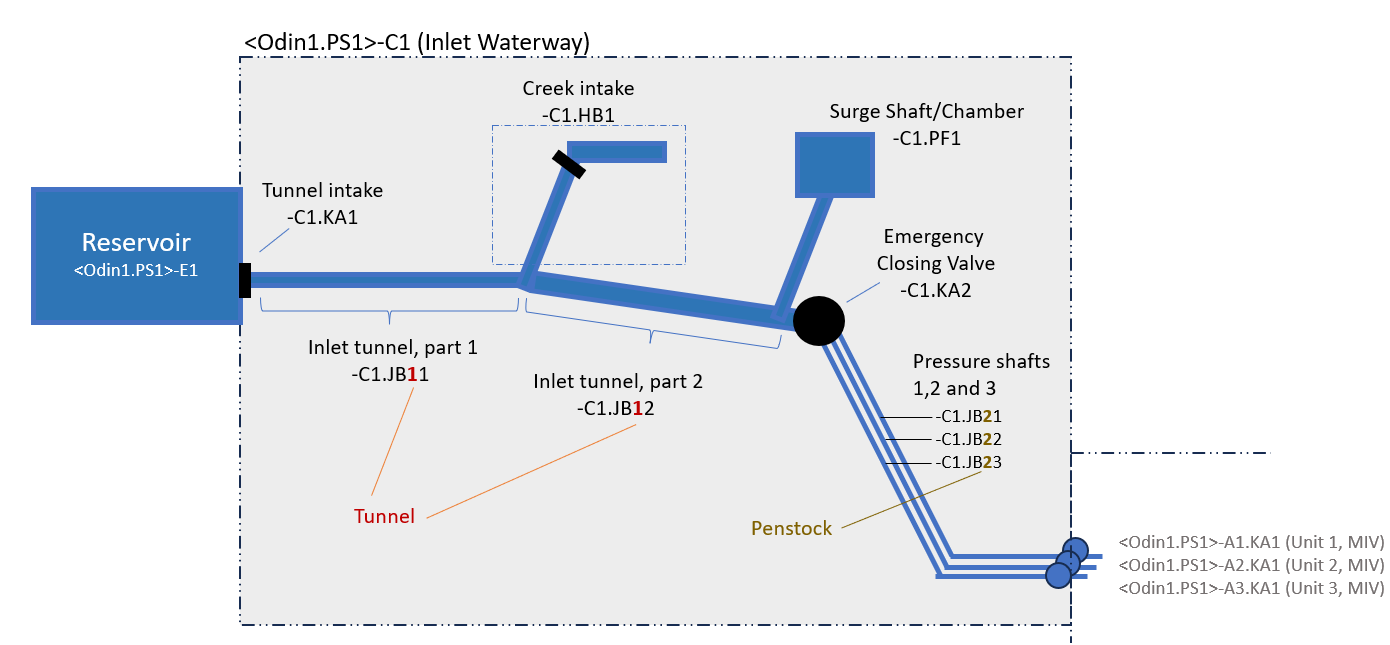 <Odin1.PS1>-C1 (Inlet Waterway)
Creek intake
-C1.HB1
Surge Shaft/Chamber
-C1.PF1
Tunnel intake
-C1.KA1
Reservoir
<Odin1.PS1>-E1
Emergency
Closing Valve
-C1.KA2
Inlet tunnel, part 1
-C1.JB11
Inlet tunnel, part 2
-C1.JB12
Pressure shafts
1,2 and 3
-C1.JB21
-C1.JB22
-C1.JB23
Tunnel
Penstock
<Odin1.PS1>-A1.KA1 (Unit 1, MIV)
<Odin1.PS1>-A2.KA1 (Unit 2, MIV)
<Odin1.PS1>-A3.KA1 (Unit 3, MIV)